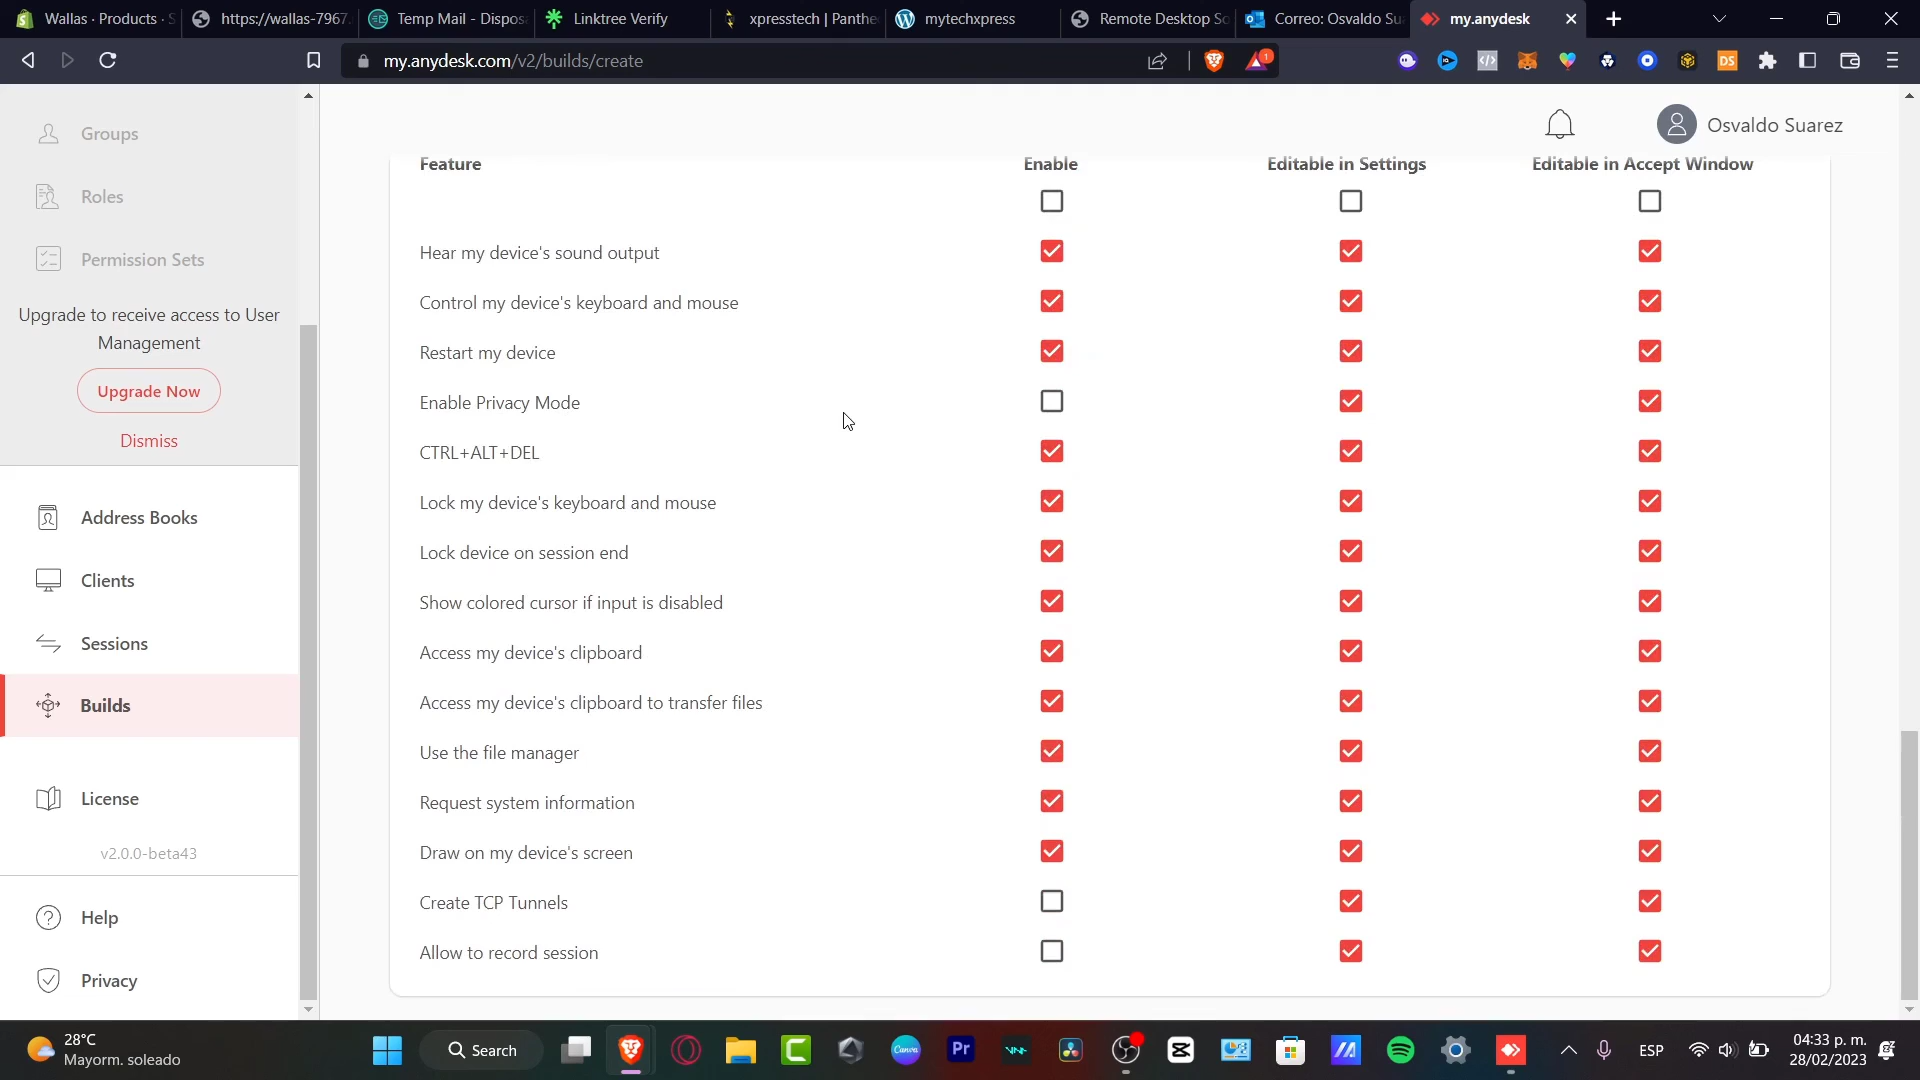 Wallas · Products · S
https://wallas-7967.
Temp Mail - Dispos
Linktree Verify
xpresstech | Panthe
mytechxpress
Remote Desktop So
Correo: Osvaldo Sua
my.anydesk
my.anydesk.com/v2/builds/create
1
DS
Groups
Roles
Permission Sets
Upgrade to receive access to User
Management
Upgrade Now
Dismiss
Address Books
Clients
Sessions
Builds
License
v2.0.0-beta43
Help
Privacy
Osvaldo Suarez
Feature Enable Editable in Settings Editable in Accept Window
Hear my device's sound output
Control my device's keyboard and mouse
Restart my device
Enable Privacy Mode
CTRL+ALT+DEL
Lock my device's keyboard and mouse
Lock device on session end
Show colored cursor if input is disabled
Access my device's clipboard
Access my device's clipboard to transfer files
Use the file manager
Request system information
Draw on my device's screen
Create TCP Tunnels
Allow to record session
28°C
Mayorm. soleado
Search
Canva
Pr
ESP
04:33 p. m.
28/02/2023